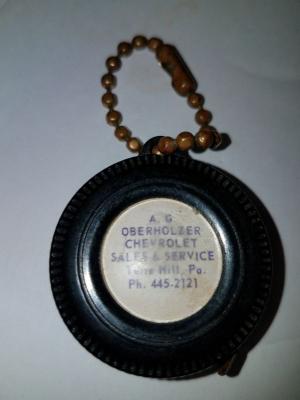 A. G
OBERHOLZER
CHEVROLET
SALES & SERVICE
Terre Hill, Pa.
Ph. 445-2121